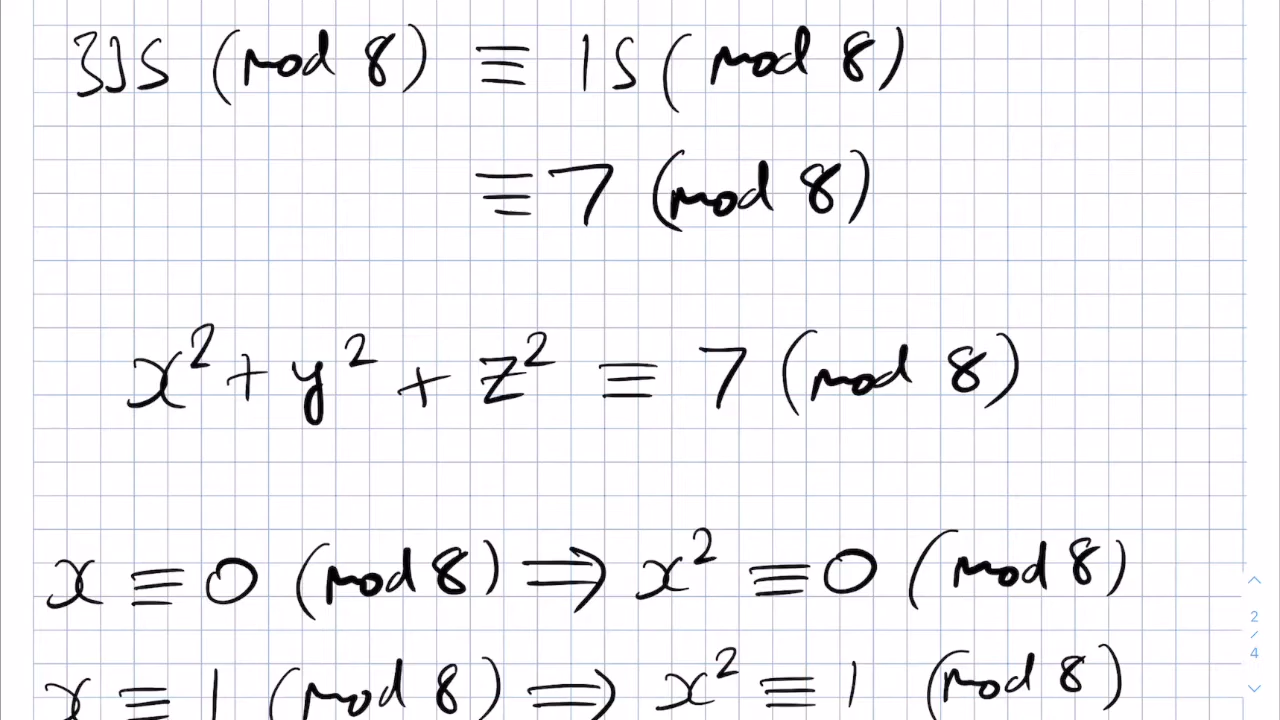 335 (mod 8) ≡ 15 (mod 8)
≡ 7 (mod 8)
x² + y² + z² ≡ 7 (mod 8)
x ≡ 0 (mod 8) ⇒ x² ≡ 0 (mod 8)
x ≡ 1 (mod 8) ⇒ x² ≡ 1 (mod 8)
2
/
4